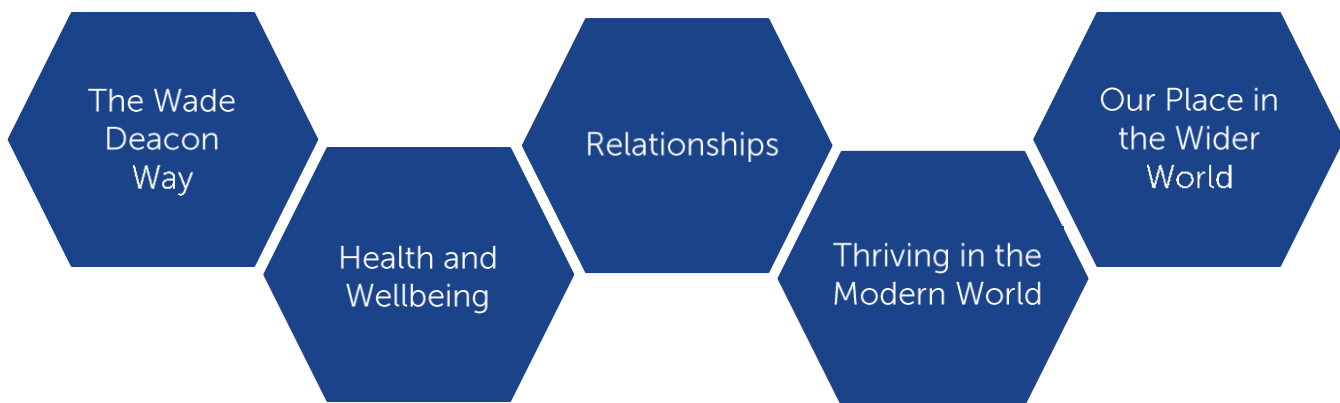 The Wade
Deacon
Way
Health and
Wellbeing
Relationships
Thriving in the
Modern World
Our Place in
the Wider
World